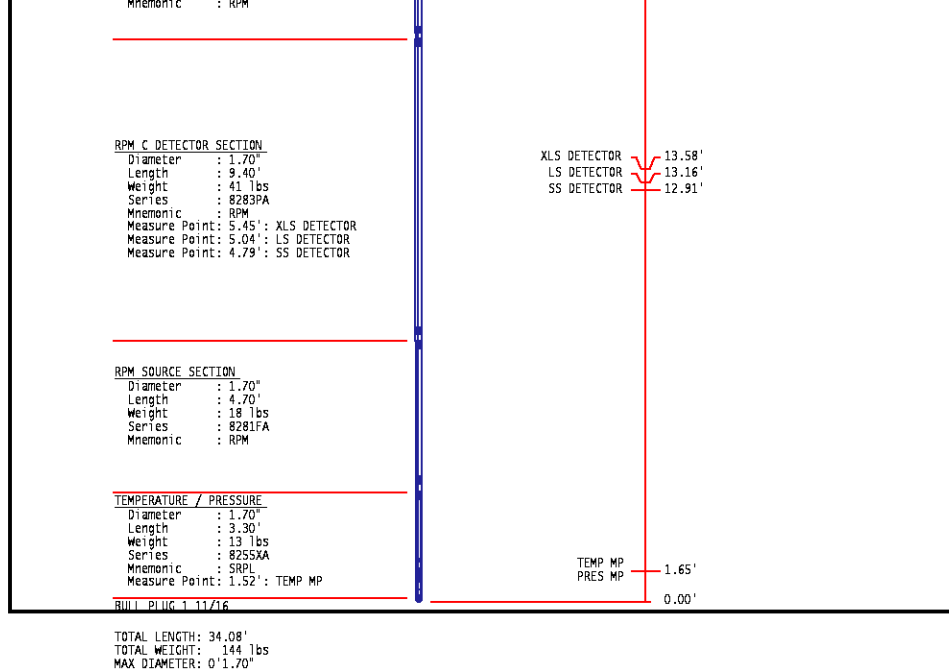 Mnemonic : RPM
RPM C DETECTOR SECTION
Diameter : 1.70"
Length : 9.40'
Weight : 41 lbs
Series : 8283PA
Mnemonic : RPM
Measure Point: 5.45': XLS DETECTOR
Measure Point: 5.04': LS DETECTOR
Measure Point: 4.79': SS DETECTOR
XLS DETECTOR 13.58'
LS DETECTOR 13.16'
SS DETECTOR 12.91'
RPM SOURCE SECTION
Diameter : 1.70"
Length : 4.70'
Weight : 18 lbs
Series : 8281FA
Mnemonic : RPM
TEMPERATURE / PRESSURE
Diameter : 1.70"
Length : 3.30'
Weight : 13 lbs
Series : 8255XA
Mnemonic : SRPL
Measure Point: 1.52': TEMP MP
TEMP MP
PRES MP 1.65'
0.00'
BULL PLUG 1 11/16
TOTAL LENGTH: 34.08'
TOTAL WEIGHT: 144 lbs
MAX DIAMETER: 0'1.70"